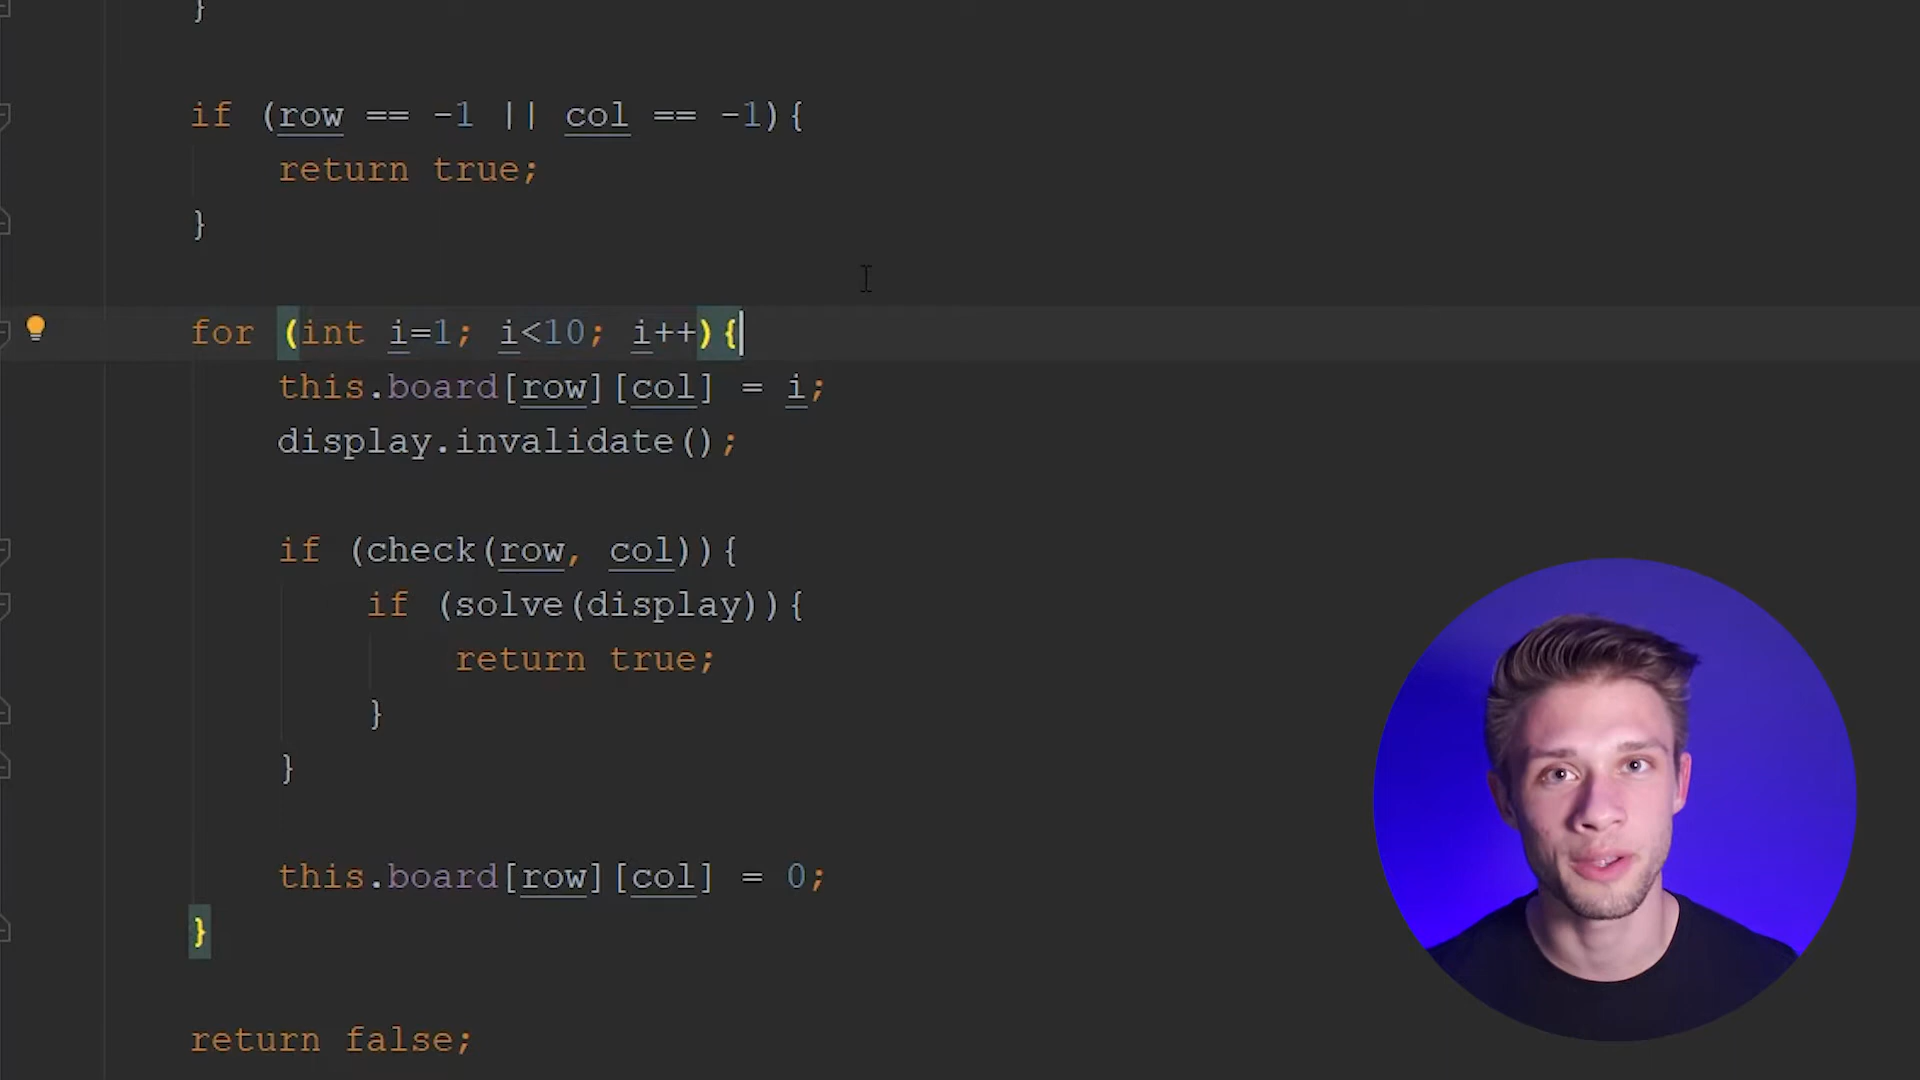 }
if (row == -1 || col == -1){
return true;
}
for (int i=1; i<10; i++){
this.board[row][col] = i;
display.invalidate();
if (check(row, col)){
if (solve(display)){
return true;
}
}
this.board[row][col] = 0;
}
return false;